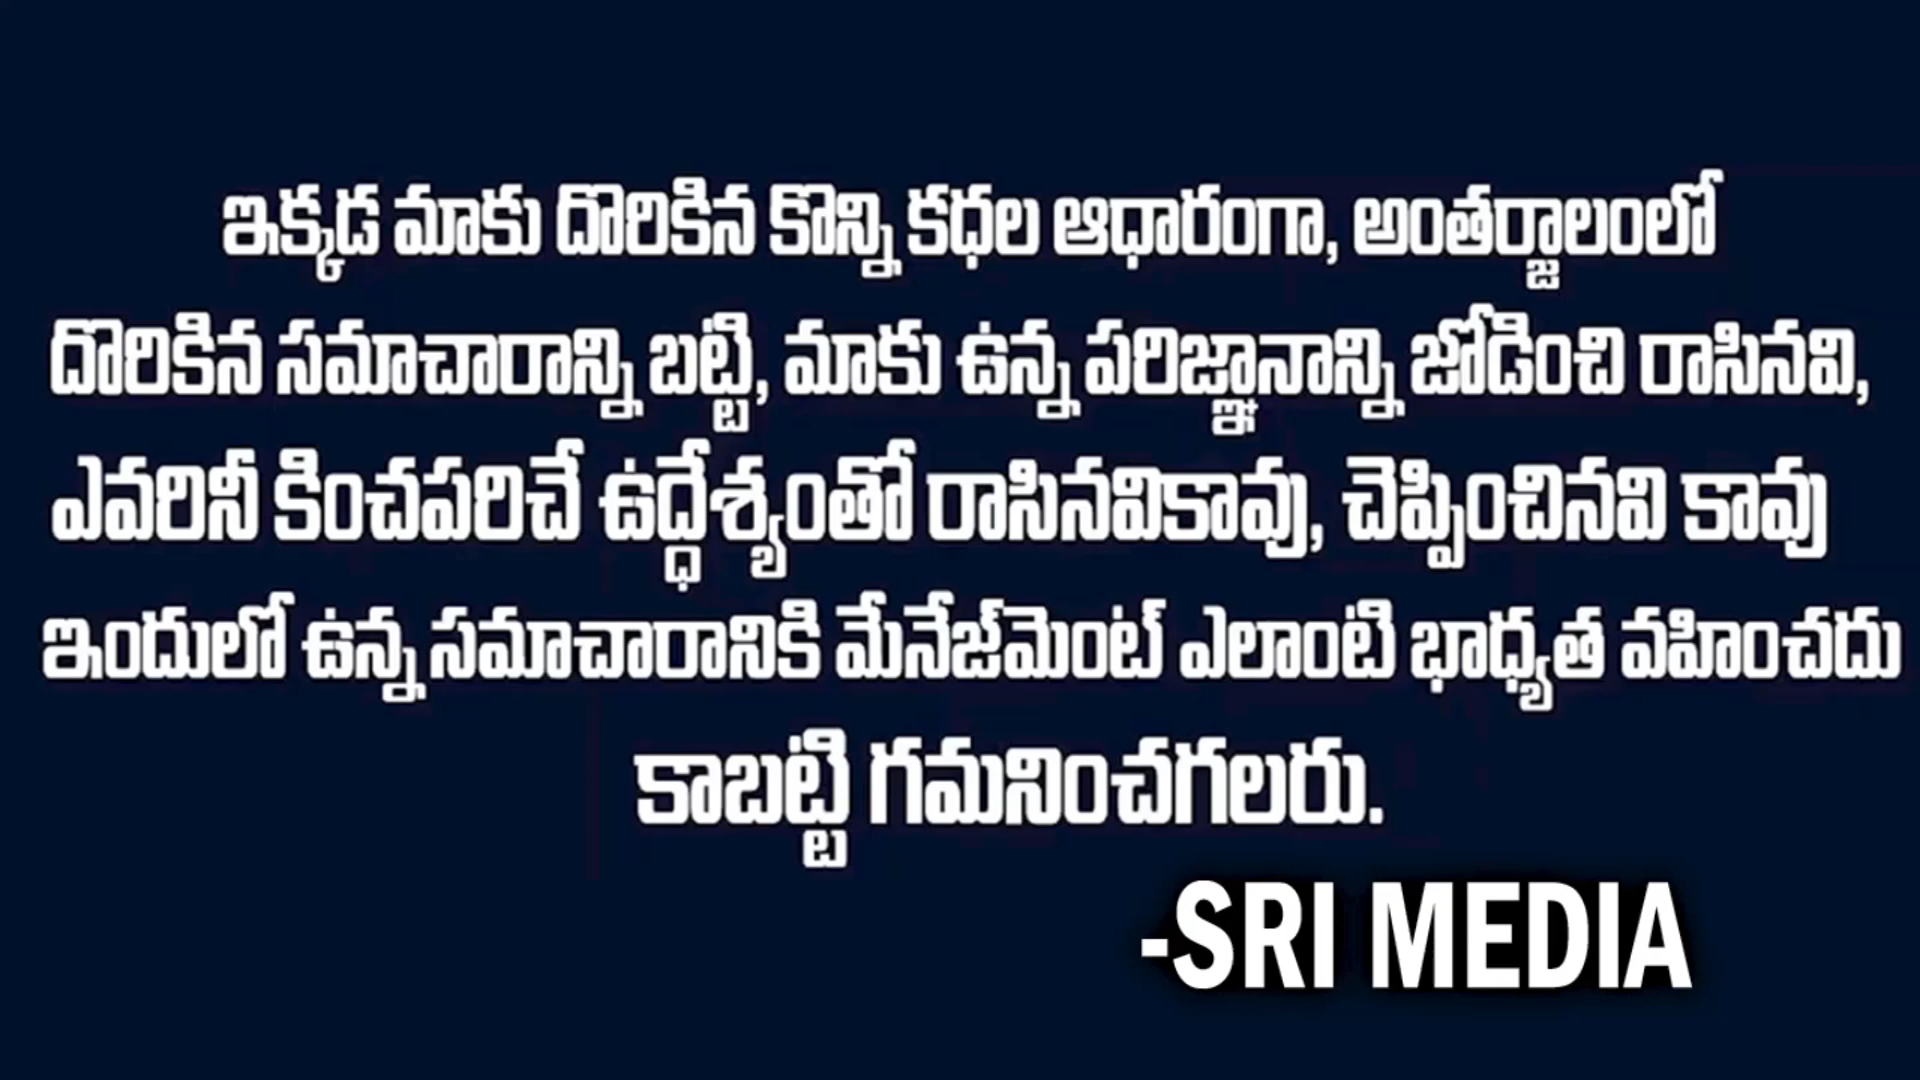 ఇక్కడ మాకు దొరికిన కొన్ని కధల ఆధారంగా, అంతర్జాలంలో
దొరికిన సమాచారాన్ని బట్టి, మాకు ఉన్న పరిజ్ఞానాన్ని జోడించి రాసినవి,
ఎవరినీ కించపరిచే ఉద్ధేశ్యంతో రాసినవికావు, చెప్పించినవి కావు
ఇందులో ఉన్న సమాచారానికి మేనేజ్‌మెంట్ ఎలాంటి భాధ్యత వహించదు
కాబట్టి గమనించగలరు.
-SRI MEDIA